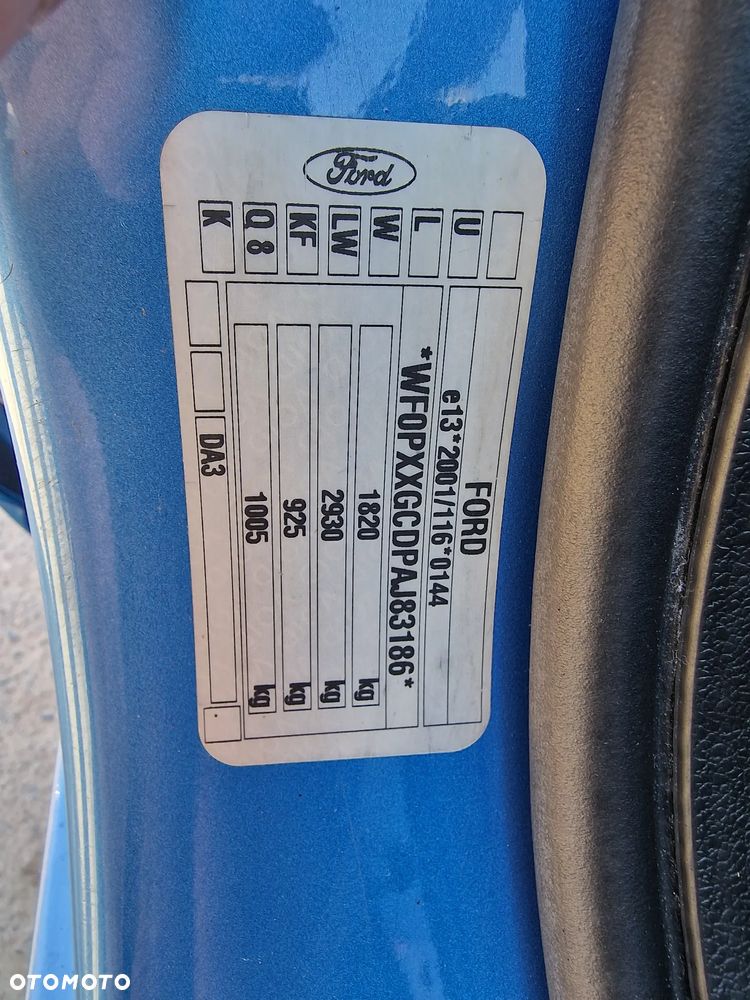 Ford
U
L
W
LW
KF
Q 8
K
FORD
e13*2001/116*0144
*WF0PXXGCDPAJ83186*
1820 kg
2930 kg
925 kg
1005 kg
DA3
OTOMOTO